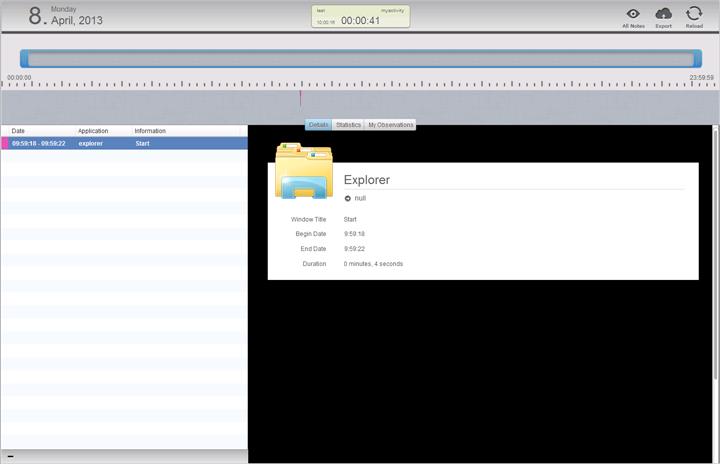 8. Monday
April, 2013
last myactivity
10:00:15 00:00:41
All Notes Export Reload
00:00:00 23:59:59
Details Statistics My Observations
Date Application Information
09:59:18 - 09:59:22 explorer Start
Explorer
null
Window Title Start
Begin Date 9:59:18
End Date 9:59:22
Duration 0 minutes, 4 seconds